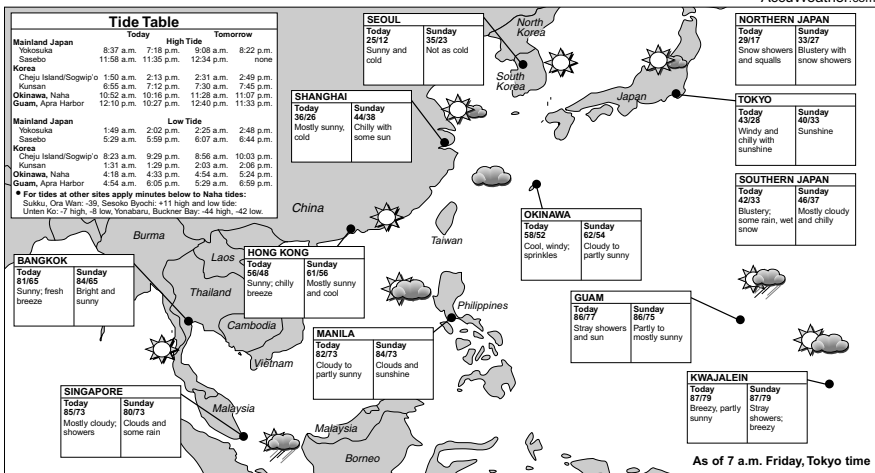 AccuWeather.com
Tide Table
Today Tomorrow
High Tide
Mainland Japan
Yokosuka 8:37 a.m. 7:18 p.m. 9:08 a.m. 8:22 p.m.
Sasebo 11:58 a.m. 11:35 p.m. 12:34 p.m. none
Korea
Cheju Island/Sogwip'o 1:50 a.m. 2:13 p.m. 2:31 a.m. 2:49 p.m.
Kunsan 6:55 a.m. 7:12 p.m. 7:30 a.m. 7:45 p.m.
Okinawa, Naha 10:52 a.m. 10:16 p.m. 11:28 a.m. 11:07 p.m.
Guam, Apra Harbor 12:10 p.m. 10:27 p.m. 12:40 p.m. 11:33 p.m.
Mainland Japan Low Tide
Yokosuka 1:49 a.m. 2:02 p.m. 2:25 a.m. 2:48 p.m.
Sasebo 5:29 a.m. 5:59 p.m. 6:07 a.m. 6:44 p.m.
Korea
Cheju Island/Sogwip'o 8:23 a.m. 9:29 p.m. 8:56 a.m. 10:03 p.m.
Kunsan 1:31 a.m. 1:29 p.m. 2:03 a.m. 2:06 p.m.
Okinawa, Naha 4:18 a.m. 4:33 p.m. 4:54 a.m. 5:24 p.m.
Guam, Apra Harbor 4:54 a.m. 6:05 p.m. 5:29 a.m. 6:59 p.m.
• For tides at other sites apply minutes below to Naha tides:
Sukku, Ora Wan: -39, Sesoko Byochi: +11 high and low tide:
Unten Ko: -7 high, -8 low, Yonabaru, Buckner Bay: -44 high, -42 low.
SEOUL
Today Sunday
25/12 35/23
Sunny and Not as cold
cold
North
Korea
South
Korea
Japan
NORTHERN JAPAN
Today Sunday
29/17 33/27
Snow showers Blustery with
and squalls snow showers
SHANGHAI
Today Sunday
36/26 44/38
Mostly sunny, Chilly with
cold some sun
TOKYO
Today Sunday
43/28 40/33
Windy and Sunshine
chilly with
sunshine
SOUTHERN JAPAN
Today Sunday
42/33 46/37
Blustery; Mostly cloudy
some rain, wet and chilly
snow
China
Taiwan
OKINAWA
Today Sunday
58/52 62/54
Cool, windy; Cloudy to
sprinkles partly sunny
Burma
Laos
Thailand
Cambodia
Vietnam
HONG KONG
Today Sunday
56/48 61/56
Sunny; chilly Mostly sunny
breeze and cool
BANGKOK
Today Sunday
81/65 84/65
Sunny; fresh Bright and
breeze sunny
Philippines
GUAM
Today Sunday
86/77 86/75
Stray showers Partly to
and sun mostly sunny
MANILA
Today Sunday
82/73 84/73
Cloudy to Clouds and
partly sunny sunshine
KWAJALEIN
Today Sunday
87/79 87/79
Breezy, partly Stray
sunny showers;
breezy
SINGAPORE
Today Sunday
85/73 80/73
Mostly cloudy; Clouds and
showers some rain
Malaysia
Malaysia
Borneo
As of 7 a.m. Friday, Tokyo time